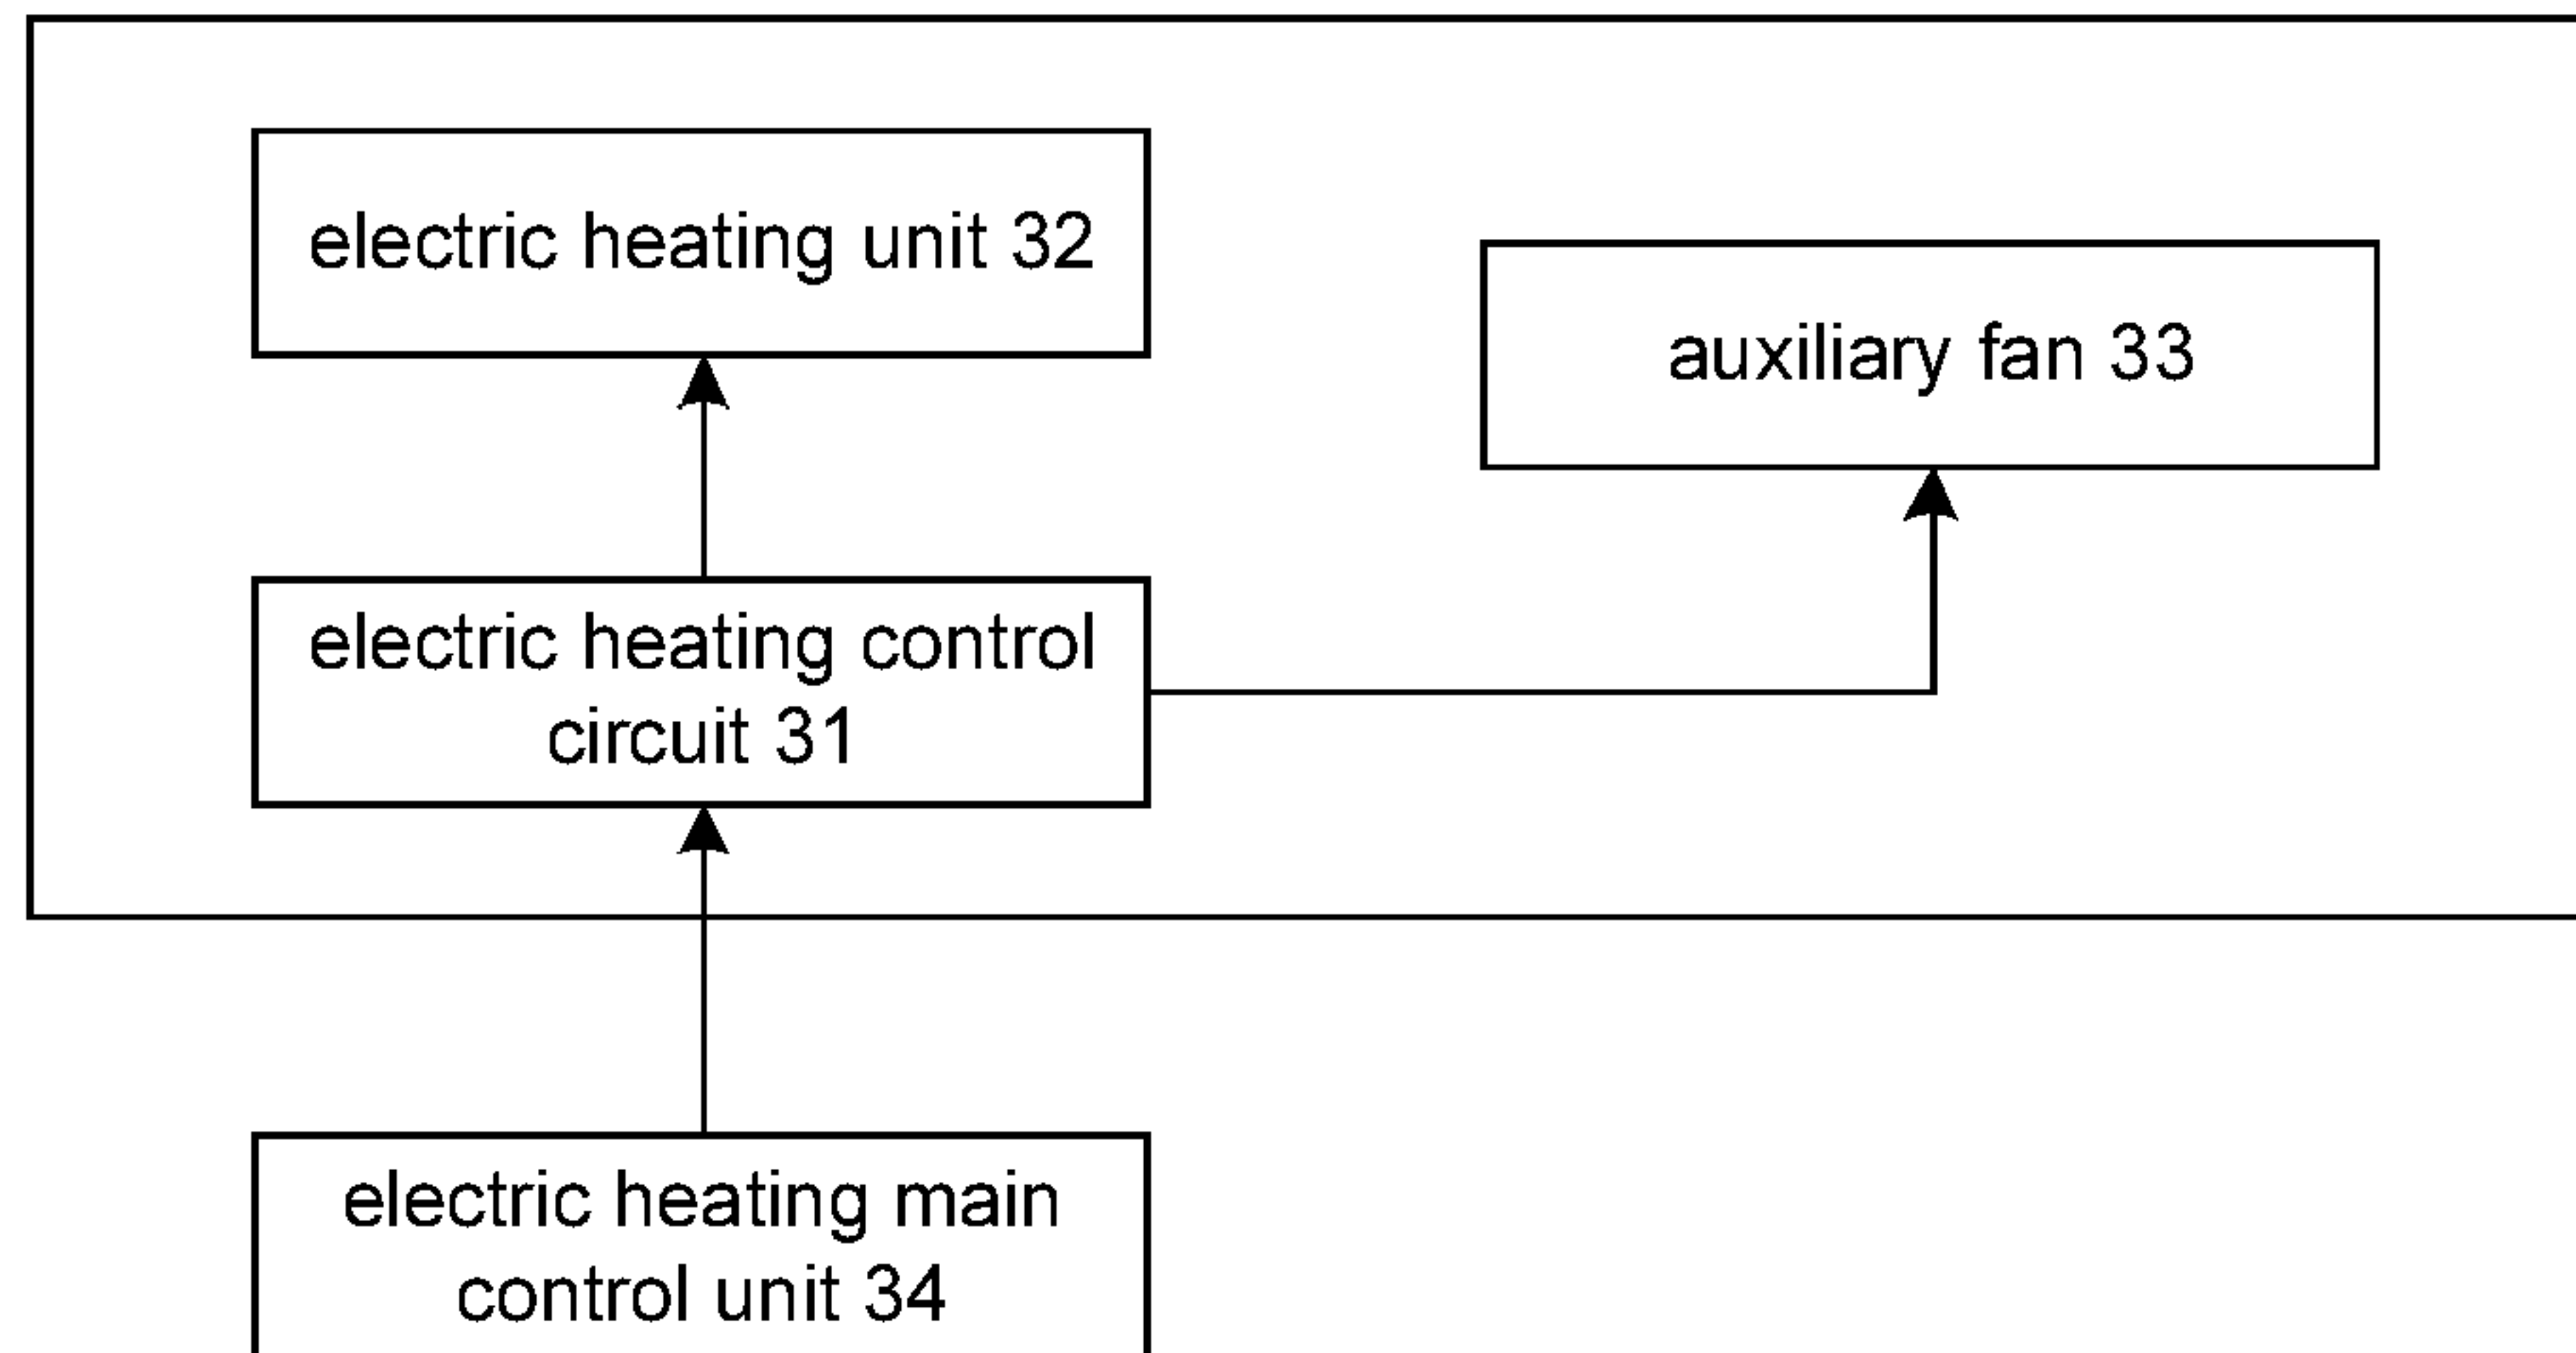 electric heating unit 32
auxiliary fan 33
electric heating control
circuit 31
electric heating main
control unit 34